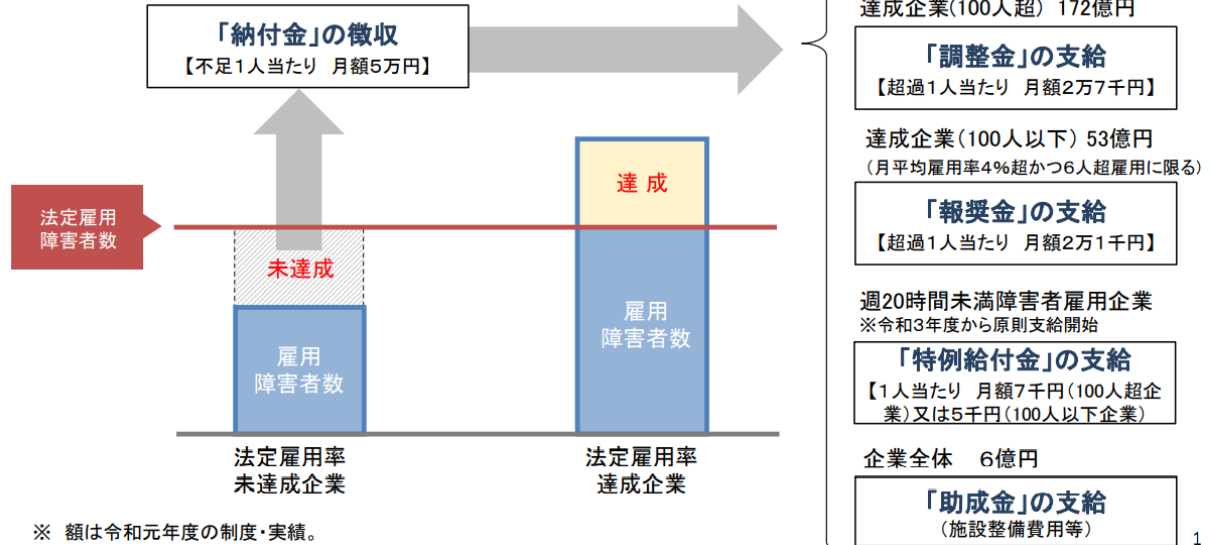 「納付金」の徴収
【不足1人当たり 月額5万円】
法定雇用
障害者数
未達成
雇用
障害者数
達 成
雇用
障害者数
法定雇用率
未達成企業
法定雇用率
達成企業
※ 額は令和元年度の制度・実績。
達成企業(100人超) 172億円
「調整金」の支給
【超過1人当たり 月額2万7千円】
達成企業(100人以下) 53億円
(月平均雇用率4%超かつ6人超雇用に限る)
「報奨金」の支給
【超過1人当たり 月額2万1千円】
週20時間未満障害者雇用企業
※令和3年度から原則支給開始
「特例給付金」の支給
【1人当たり 月額7千円(100人超企
業)又は5千円(100人以下企業)
企業全体 6億円
「助成金」の支給
(施設整備費用等)
1